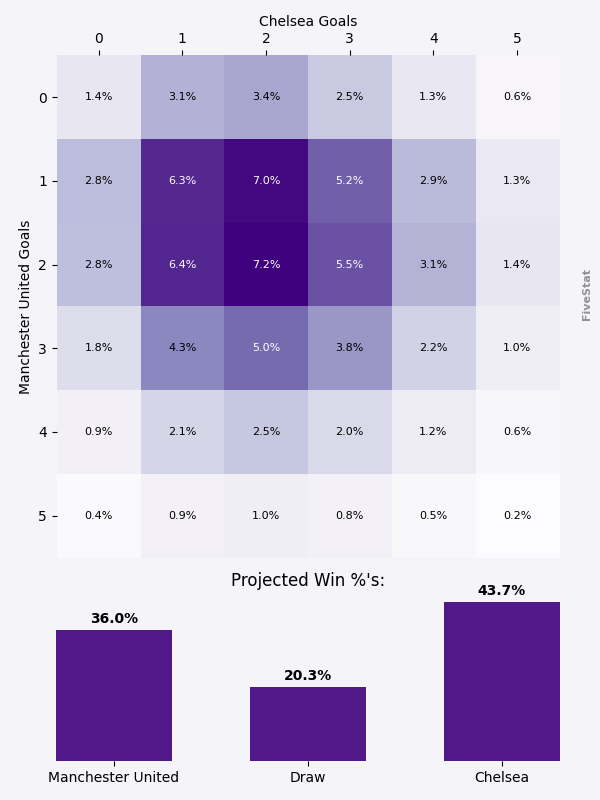 Chelsea Goals
0 1 2 3 4 5
Manchester United Goals
0 1.4% 3.1% 3.4% 2.5% 1.3% 0.6%
1 2.8% 6.3% 7.0% 5.2% 2.9% 1.3%
2 2.8% 6.4% 7.2% 5.5% 3.1% 1.4%
3 1.8% 4.3% 5.0% 3.8% 2.2% 1.0%
4 0.9% 2.1% 2.5% 2.0% 1.2% 0.6%
5 0.4% 0.9% 1.0% 0.8% 0.5% 0.2%
FiveStat
Projected Win %'s:
36.0% 20.3% 43.7%
Manchester United Draw Chelsea